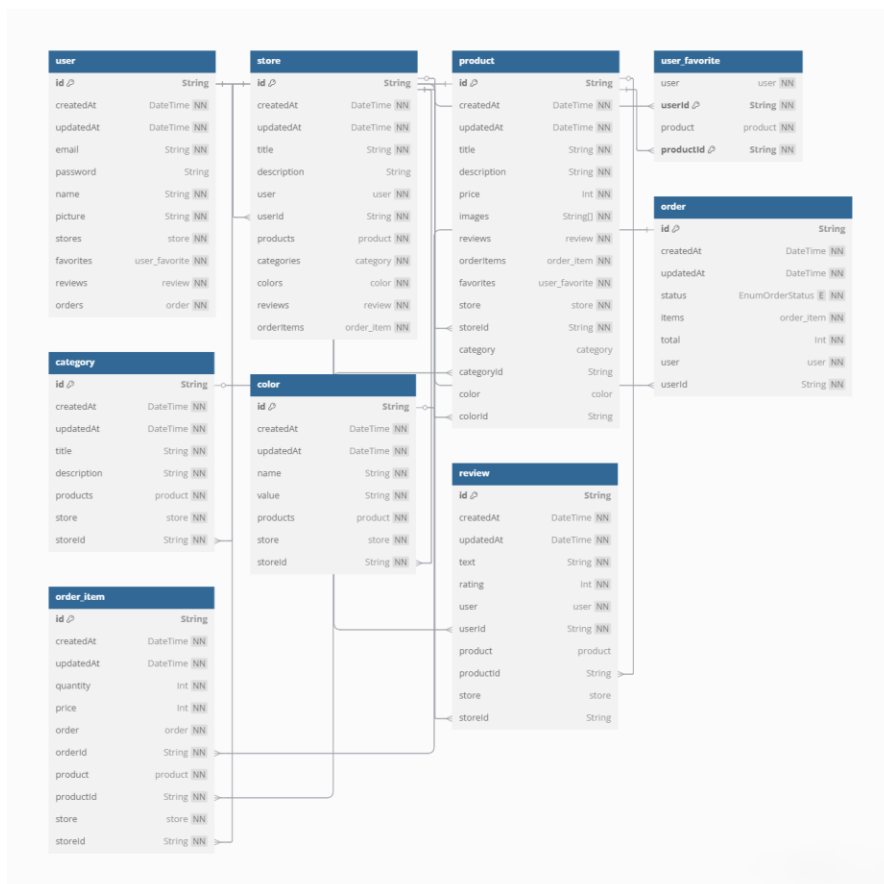 user
id String
createdAt DateTime NN
updatedAt DateTime NN
email String NN
password String
name String NN
picture String NN
stores store NN
favorites user_favorite NN
reviews review NN
orders order NN
store
id String
createdAt DateTime NN
updatedAt DateTime NN
title String NN
description String
user user NN
userId String NN
products product NN
categories category NN
colors color NN
reviews review NN
orderItems order_item NN
product
id String
createdAt DateTime NN
updatedAt DateTime NN
title String NN
description String NN
price Int NN
images String[] NN
reviews review NN
orderItems order_item NN
favorites user_favorite NN
store store NN
storeId String NN
category category
categoryId String
color color
colorId String
user_favorite
user user NN
userId String NN
product product NN
productId String NN
order
id String
createdAt DateTime NN
updatedAt DateTime NN
status EnumOrderStatus E NN
items order_item NN
total Int NN
user user NN
userId String NN
category
id String
createdAt DateTime NN
updatedAt DateTime NN
title String NN
description String NN
products product NN
store store NN
storeId String NN
color
id String
createdAt DateTime NN
updatedAt DateTime NN
name String NN
value String NN
products product NN
store store NN
storeId String NN
review
id String
createdAt DateTime NN
updatedAt DateTime NN
text String NN
rating Int NN
user user NN
userId String NN
product product
productId String
store store
storeId String
order_item
id String
createdAt DateTime NN
updatedAt DateTime NN
quantity Int NN
price Int NN
order order NN
orderId String NN
product product NN
productId String NN
store store NN
storeId String NN